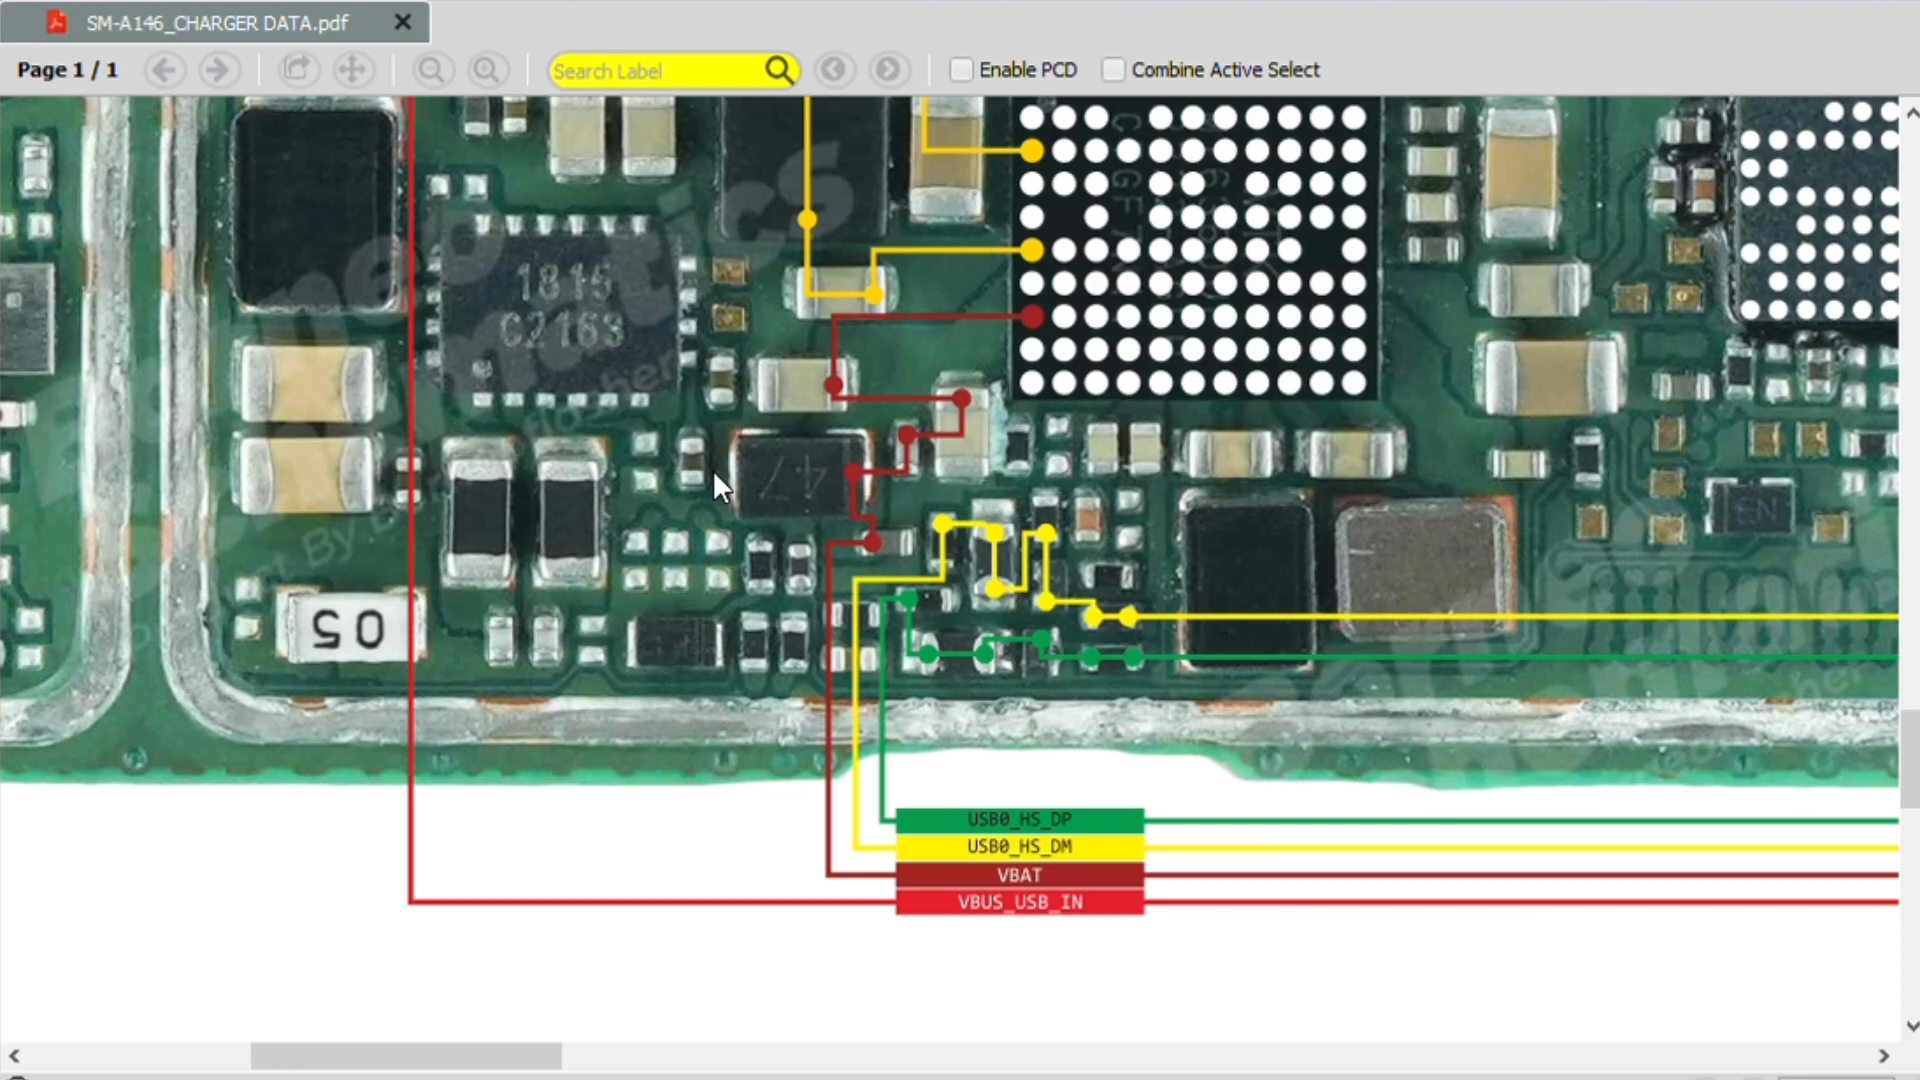 SM-A146_CHARGER DATA.pdf
Page 1 / 1
Search Label
Enable PCD
Combine Active Select
1815
C2163
47
05
EN
USB0_HS_DP
USB0_HS_DM
VBAT
VBUS_USB_IN